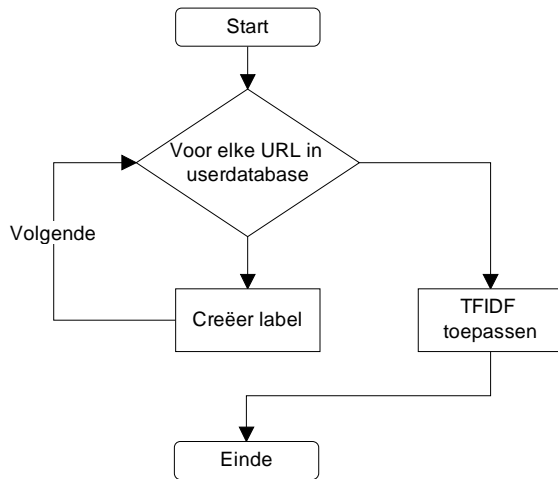 Start
Voor elke URL in
userdatabase
Volgende
Creëer label
TFIDF
toepassen
Einde